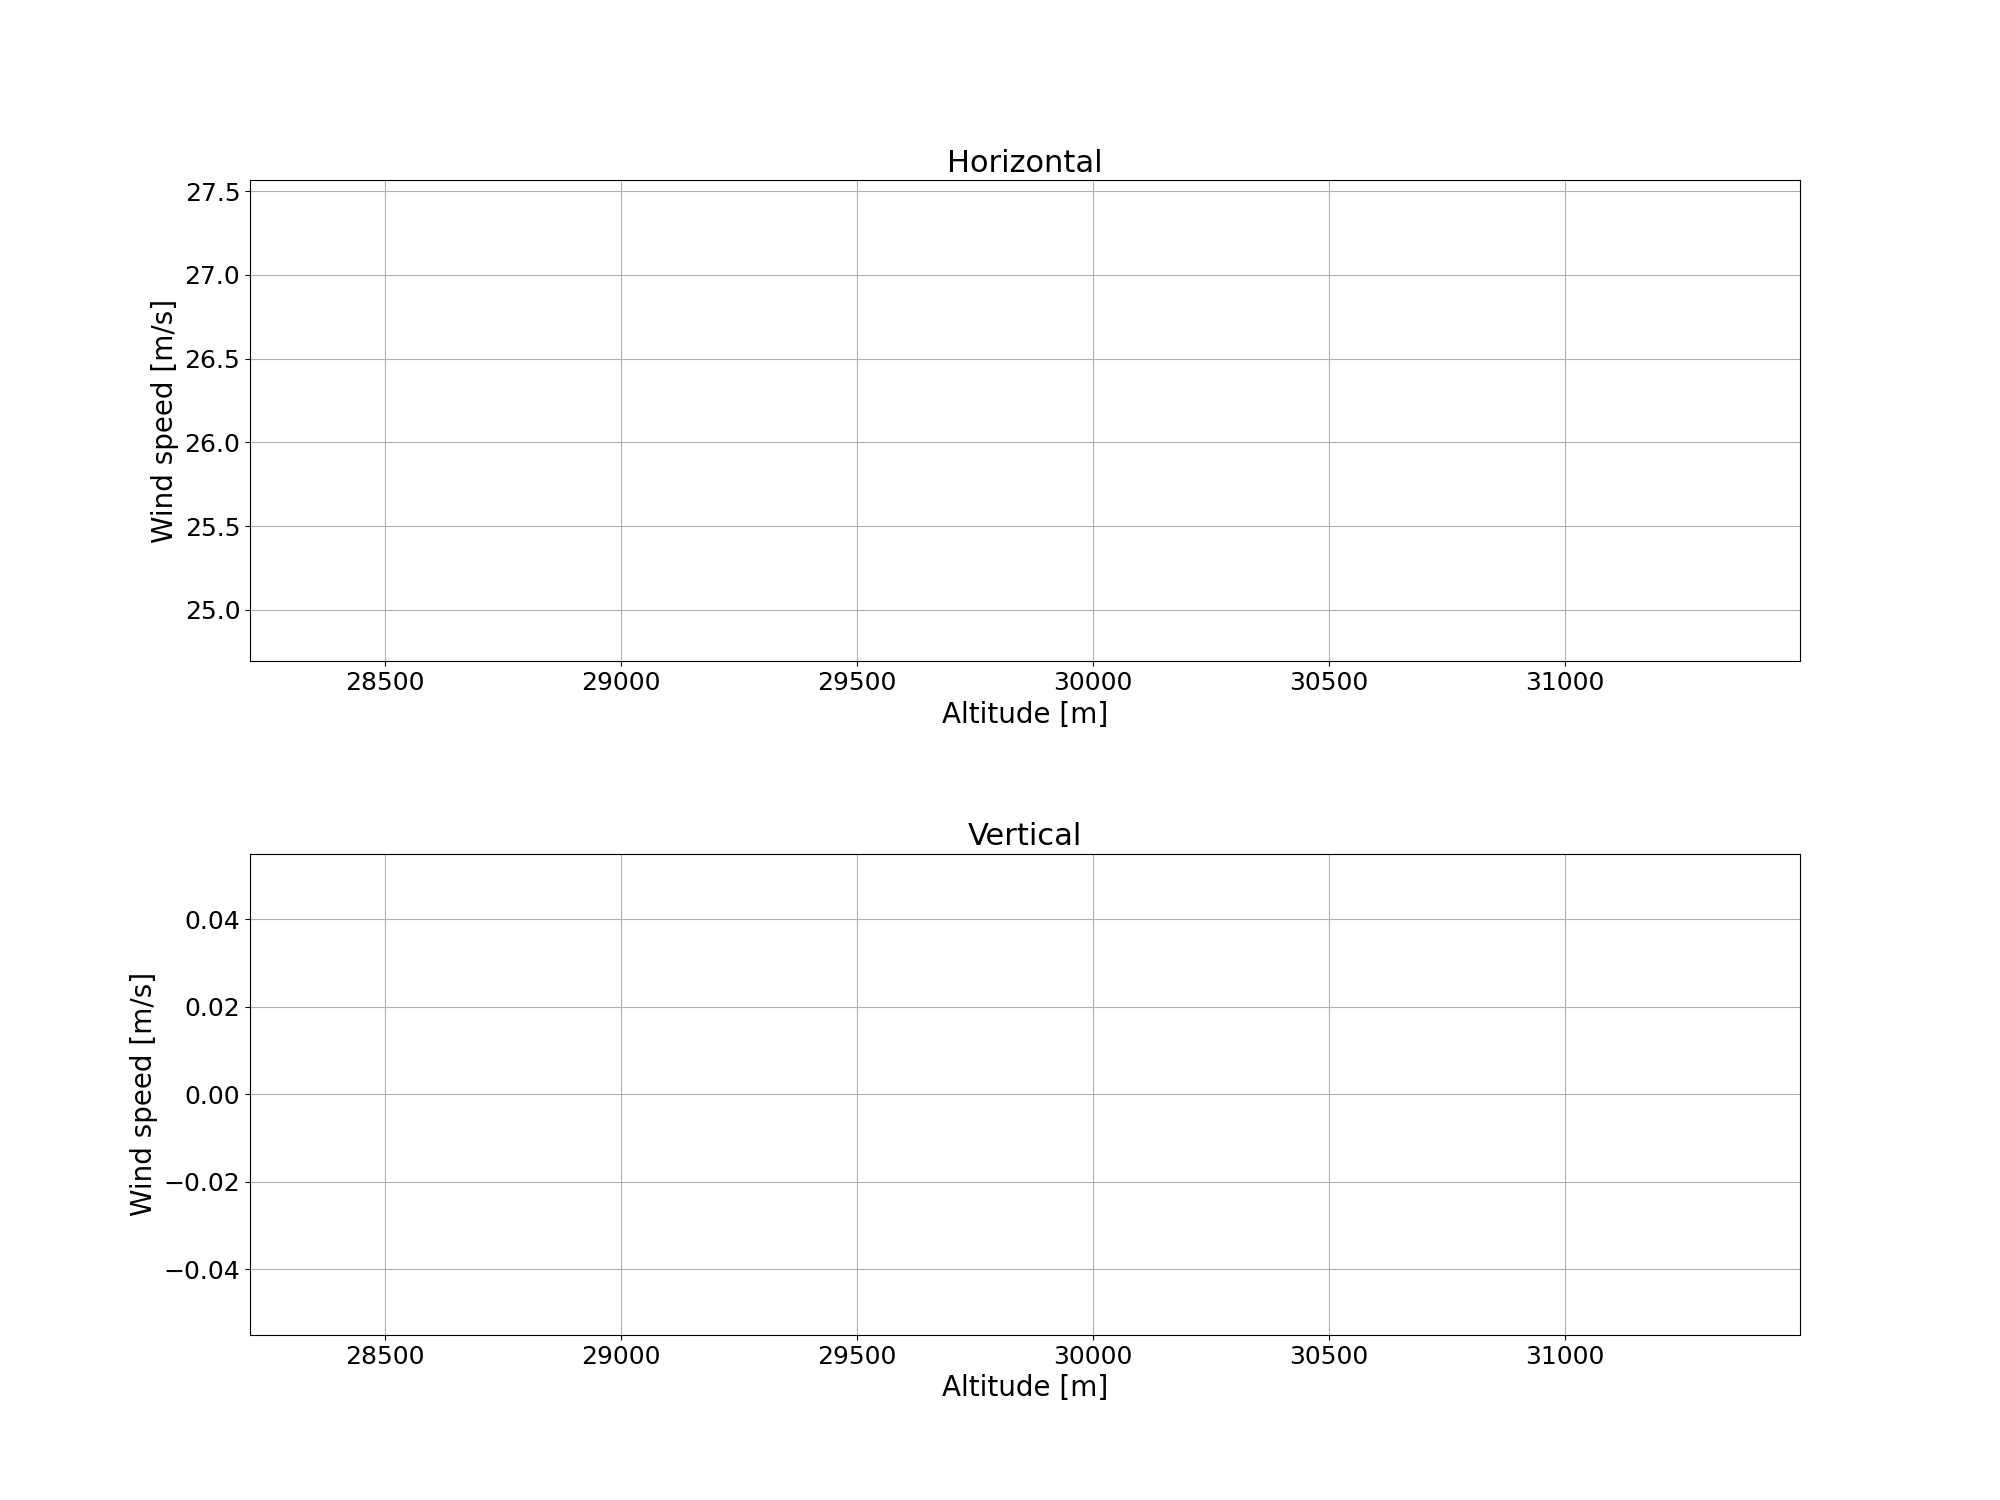 Horizontal
27.5
27.0
26.5
26.0
25.5
25.0
Wind speed [m/s]
28500 29000 29500 30000 30500 31000
Altitude [m]
Vertical
0.04
0.02
0.00
−0.02
−0.04
Wind speed [m/s]
28500 29000 29500 30000 30500 31000
Altitude [m]